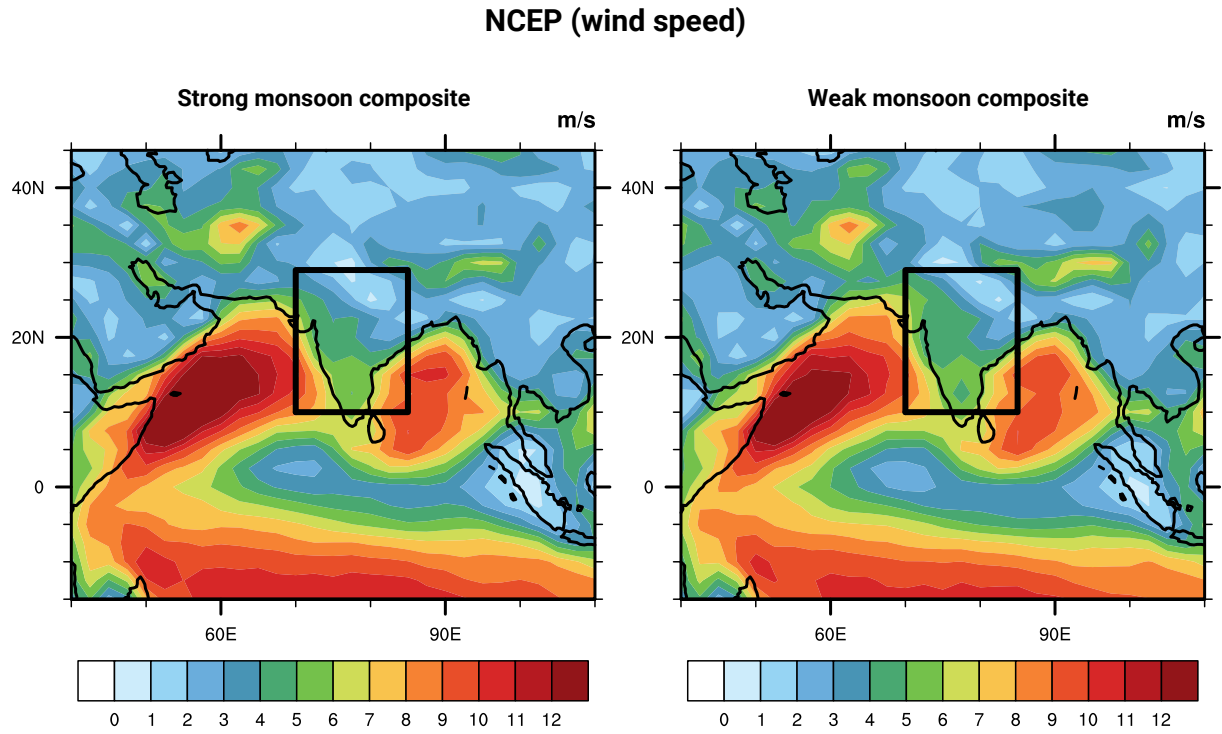 NCEP (wind speed)
Strong monsoon composite
m/s
40N
20N
0
60E
90E
0 1 2 3 4 5 6 7 8 9 10 11 12
Weak monsoon composite
m/s
40N
20N
0
60E
90E
0 1 2 3 4 5 6 7 8 9 10 11 12